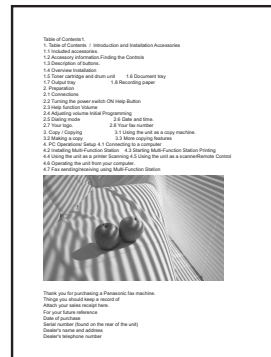 Table of Contents1.
1. Table of Contents / Introduction and Installation Accessories
1.1 Included accessories.
1.2 Accessory information.Finding the Controls
1.3 Description of buttons.
1.4 Overview Installation
1.5 Toner cartridge and drum unit 1.6 Document tray
1.7 Output tray 1.8 Recording paper
2. Preparation
2.1 Connections
2.2 Turning the power switch ON Help Button
2.3 Help function Volume
2.4 Adjusting volume Initial Programming
2.5 Dialing mode 2.6 Date and time.
2.7 Your logo. 2.8 Your fax number
3. Copy / Copying 3.1 Using the unit as a copy machine.
3.2 Making a copy 3.3 More copying features
4. PC Operations/ Setup 4.1 Connecting to a computer
4.2 Installing Multi-Function Station 4.3 Starting Multi-Function Station Printing
4.4 Using the unit as a printer Scanning 4.5 Using the unit as a scannerRemote Control
4.6 Operating the unit from your computer.
4.7 Fax sending/receiving using Multi-Function Station
Thank you for purchasing a Panasonic fax machine.
Things you should keep a record of
Attach your sales receipt here.
For your future reference
Date of purchase
Serial number (found on the rear of the unit)
Dealer's name and address
Dealer's telephone number